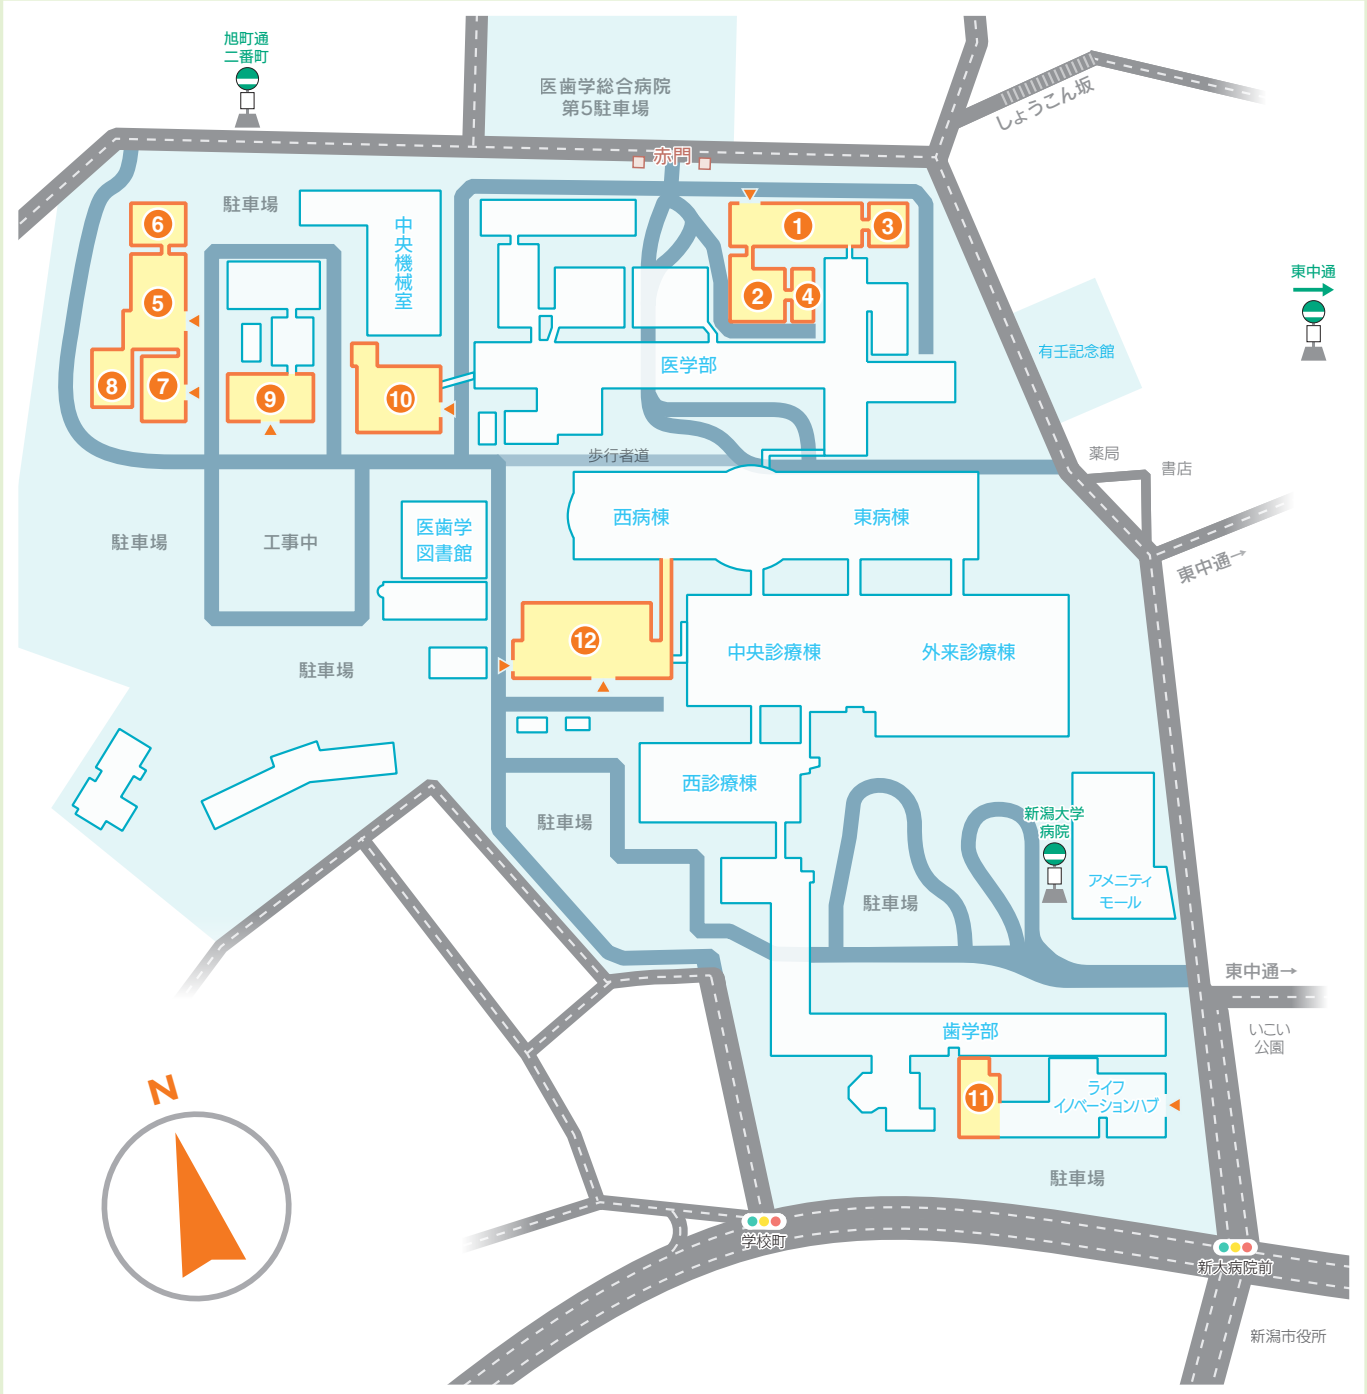 旭町通
二番町
医歯学総合病院
第5駐車場
しょうこん坂
赤門
駐車場
中央機械室
6
5
8
7
9
10
1
3
2
4
東中通
有壬記念館
医学部
歩行者道
薬局
書店
駐車場
工事中
医歯学
図書館
西病棟
東病棟
東中通→
12
中央診療棟
外来診療棟
駐車場
西診療棟
駐車場
新潟大学
病院
アメニティ
モール
駐車場
東中通→
いこい
公園
歯学部
11
ライフ
イノベーションハブ
駐車場
N
学校町
新大病院前
新潟市役所